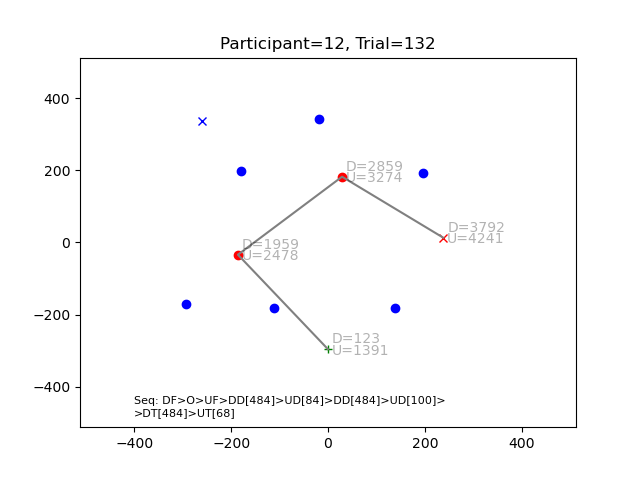 Participant=12, Trial=132
400
200
0
−200
−400
−400
−200
0
200
400
D=2859
U=3274
D=3792
U=4241
D=1959
U=2478
D=123
U=1391
Seq: DF>O>UF>DD[484]>UD[84]>DD[484]>UD[100]>
>DT[484]>UT[68]